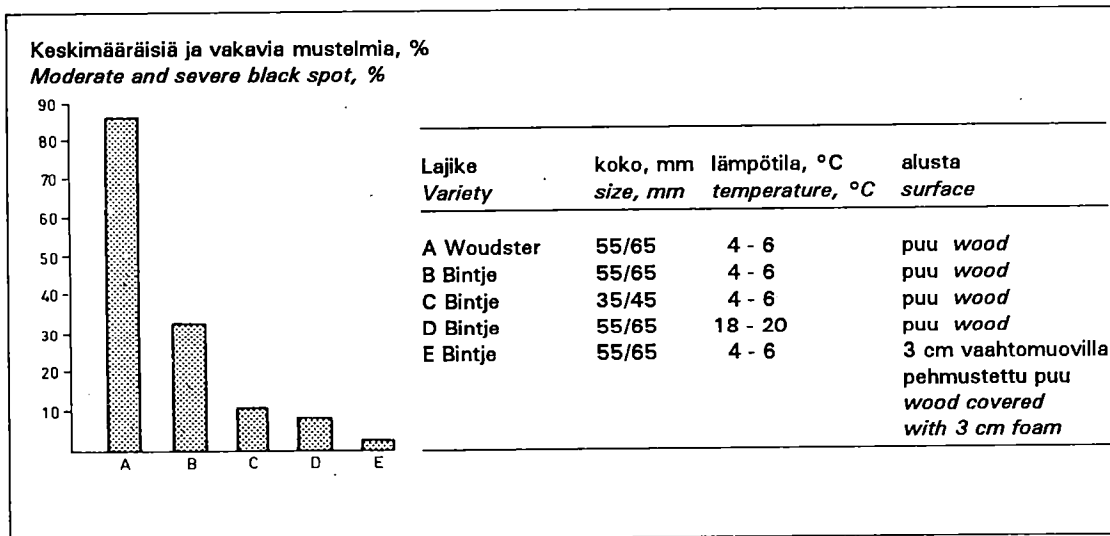 Keskimääräisiä ja vakavia mustelmia, %
Moderate and severe black spot, %
90
80
70
60
50
40
30
20
10
A B C D E
Lajike koko, mm lämpötila, °C alusta
Variety size, mm temperature, °C surface
A Woudster 55/65 4 - 6 puu wood
B Bintje 55/65 4 - 6 puu wood
C Bintje 35/45 4 - 6 puu wood
D Bintje 55/65 18 - 20 puu wood
E Bintje 55/65 4 - 6 3 cm vaahtomuovilla
pehmustettu puu
wood covered
with 3 cm foam